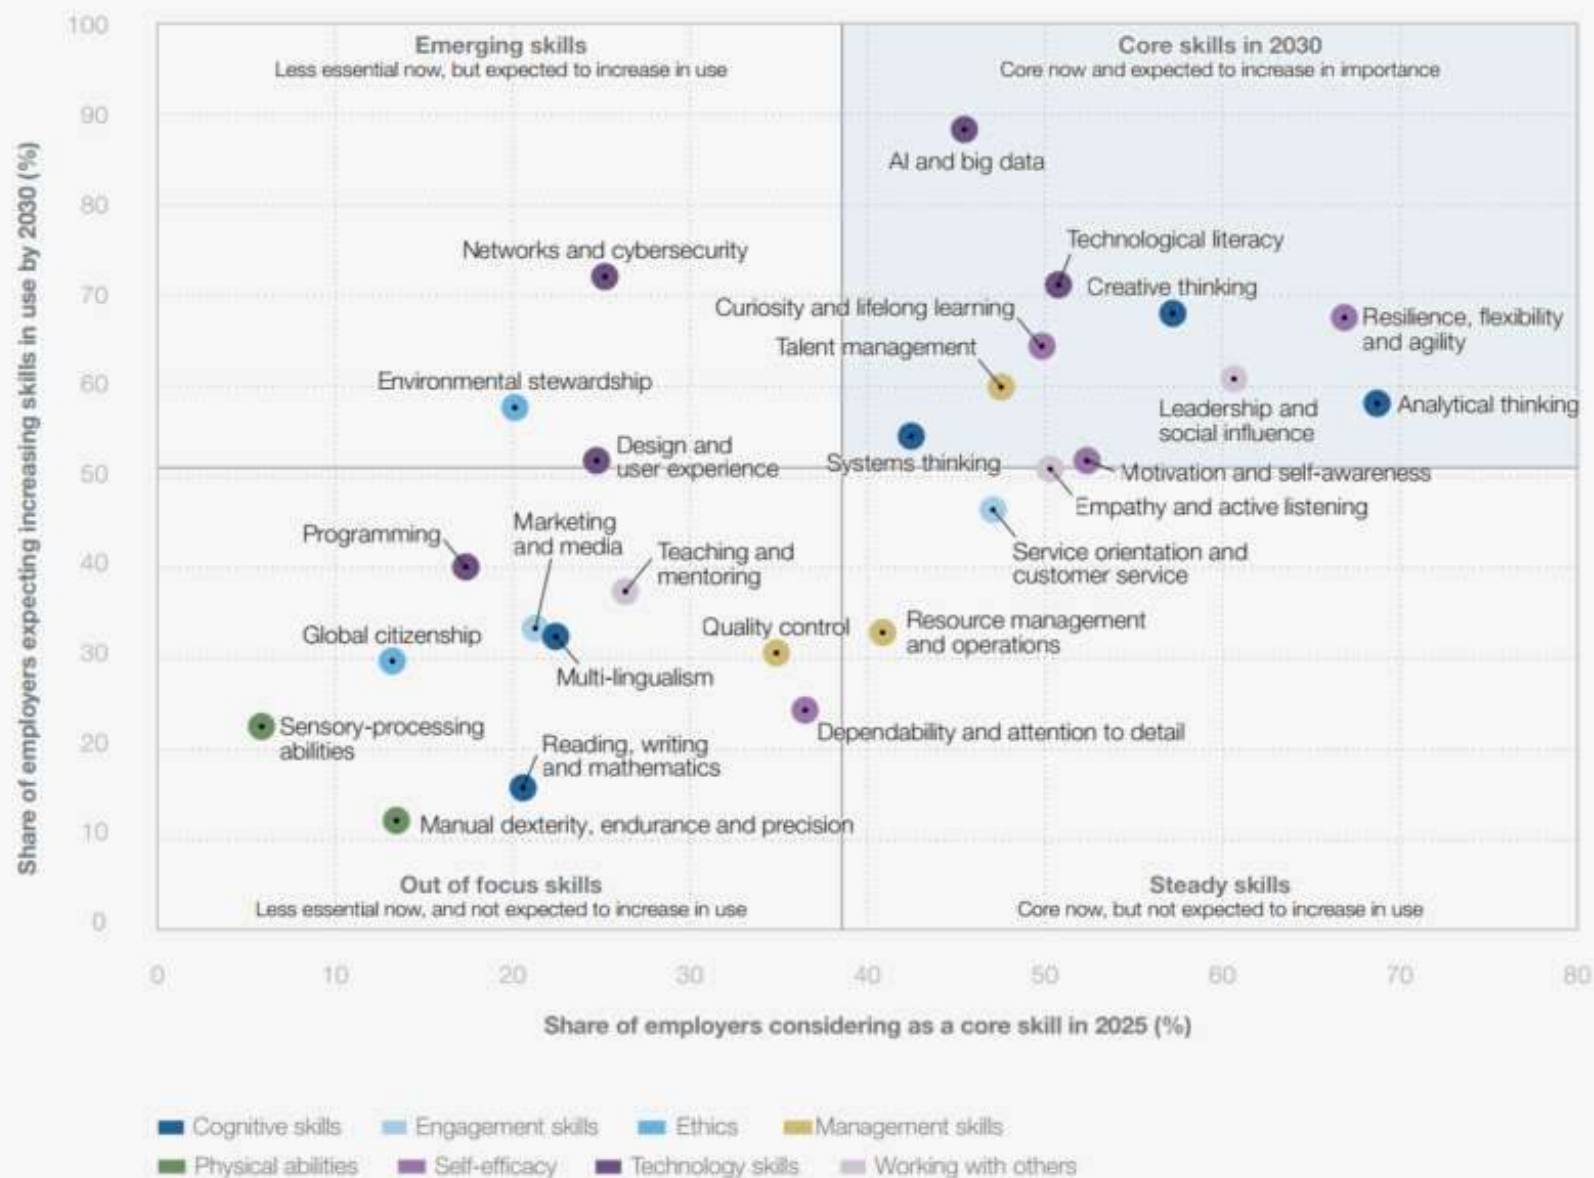 100
Emerging skills
Less essential now, but expected to increase in use
Core skills in 2030
Core now and expected to increase in importance
90
AI and big data
80
Technological literacy
Networks and cybersecurity
70
Creative thinking
Curiosity and lifelong learning
Resilience, flexibility
and agility
Talent management
60
Environmental stewardship
Leadership and
social influence
Analytical thinking
Design and
user experience
Systems thinking
50
Motivation and self-awareness
Empathy and active listening
Marketing
and media
Programming
Teaching and
mentoring
Service orientation and
customer service
40
Quality control
Resource management
and operations
Global citizenship
30
Multi-lingualism
Sensory-processing
abilities
Dependability and attention to detail
20
Reading, writing
and mathematics
10
Manual dexterity, endurance and precision
Out of focus skills
Less essential now, and not expected to increase in use
Steady skills
Core now, but not expected to increase in use
0
Share of employers expecting increasing skills in use by 2030 (%)
0 10 20 30 40 50 60 70 80
Share of employers considering as a core skill in 2025 (%)
Cognitive skills Engagement skills Ethics Management skills
Physical abilities Self-efficacy Technology skills Working with others